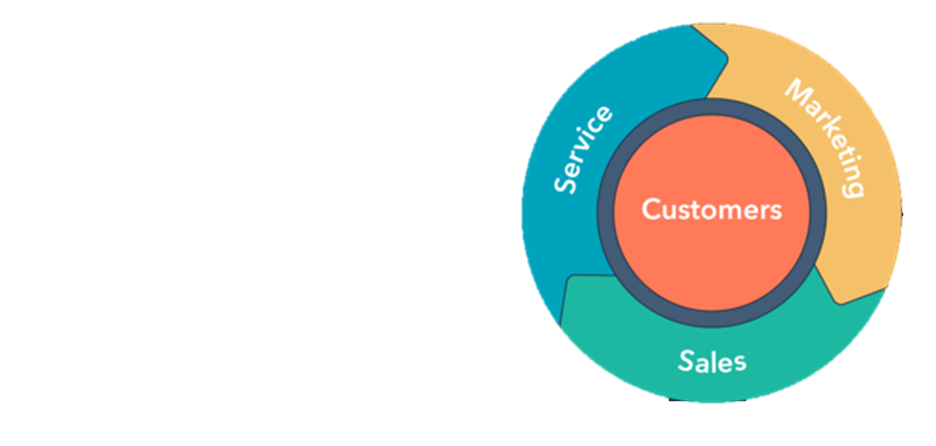 Service
Marketing
Customers
Sales